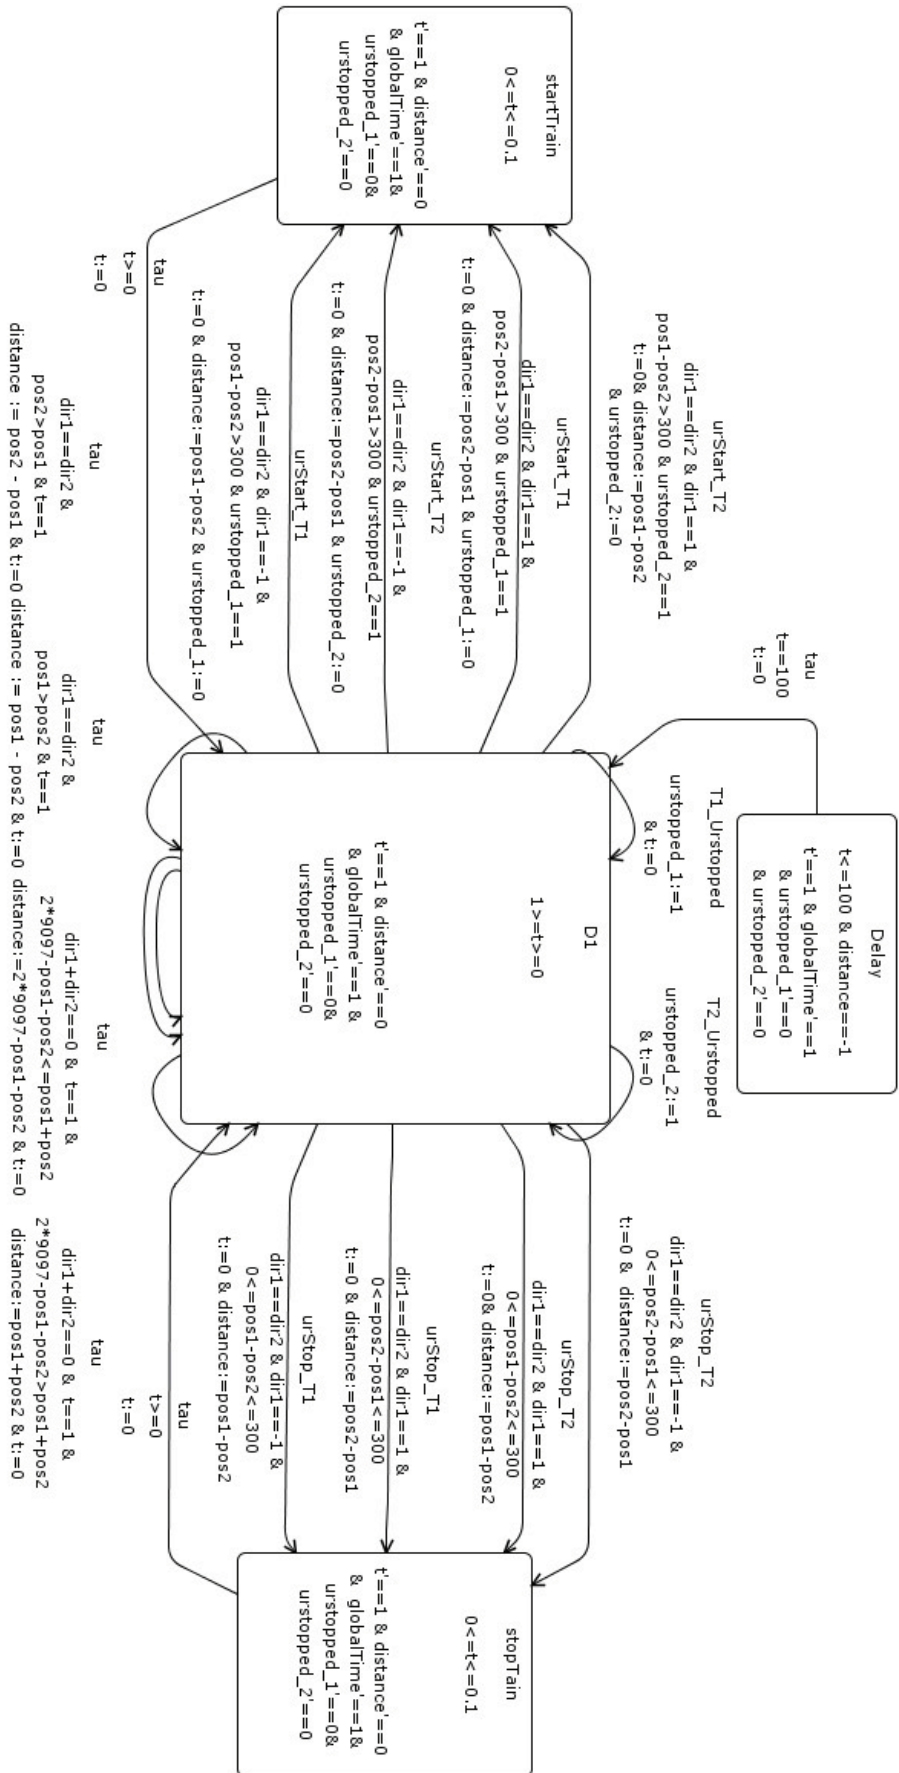 Delay
t<=100 & distance==-1
t'==1 & globalTime'==1
& urstopped_1'==0
& urstopped_2'==0
tau
t==100
t:=0
urStart_T2
dir1==dir2 & dir1==1 &
pos1-pos2>300 & urstopped_2==1
t:=0& distance:=pos1-pos2
& urstopped_2:=0
T1_Urstopped
urstopped_1:=1
& t:=0
T2_Urstopped
urstopped_2:=1
& t:=0
urStop_T2
dir1==dir2 & dir1==-1 &
0<=pos2-pos1<=300
t:=0 & distance:=pos2-pos1
startTrain
0<=t<=0.1
t'==1 & distance'==0
& globalTime'==1&
urstopped_1'==0&
urstopped_2'==0
urStart_T1
dir1==dir2 & dir1==1 &
pos2-pos1>300 & urstopped_1==1
t:=0 & distance:=pos2-pos1 & urstopped_1:=0
urStart_T2
dir1==dir2 & dir1==-1 &
pos2-pos1>300 & urstopped_2==1
t:=0 & distance:=pos2-pos1 & urstopped_2:=0
urStart_T1
dir1==dir2 & dir1==-1 &
pos1-pos2>300 & urstopped_1==1
t:=0 & distance:=pos1-pos2 & urstopped_1:=0
tau
t>=0
t:=0
D1
1>=t>=0
t'==1 & distance'==0
& globalTime'==1 &
urstopped_1'==0&
urstopped_2'==0
urStop_T2
dir1==dir2 & dir1==1 &
0<=pos1-pos2<=300
t:=0& distance:=pos1-pos2
urStop_T1
dir1==dir2 & dir1==1 &
0<=pos2-pos1<=300
t:=0 & distance:=pos2-pos1
urStop_T1
dir1==dir2 & dir1==-1 &
0<=pos1-pos2<=300
t:=0 & distance:=pos1-pos2
tau
t>=0
t:=0
stopTain
0<=t<=0.1
t'==1 & distance'==0
& globalTime'==1&
urstopped_1'==0&
urstopped_2'==0
tau
dir1==dir2 &
pos2>pos1 & t==1
distance := pos2 - pos1 & t:=0
tau
dir1==dir2 &
pos1>pos2 & t==1
distance := pos1 - pos2 & t:=0
tau
dir1+dir2==0 & t==1 &
2*9097-pos1-pos2<=pos1+pos2
distance:=2*9097-pos1-pos2 & t:=0
tau
dir1+dir2==0 & t==1 &
2*9097-pos1-pos2>pos1+pos2
distance:=pos1+pos2 & t:=0